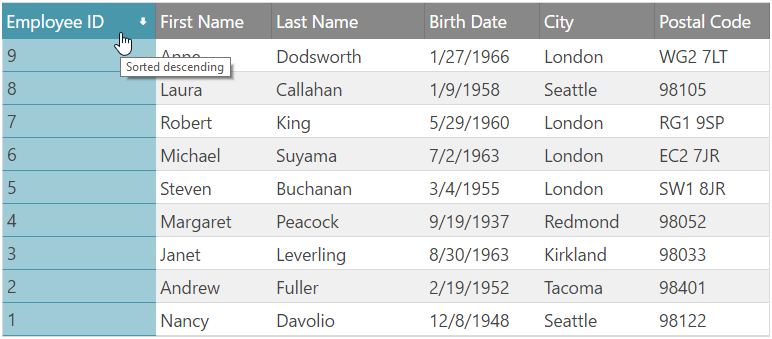 Employee ID First Name Last Name Birth Date City Postal Code
9 Anne Dodsworth 1/27/1966 London WG2 7LT
Sorted descending
8 Laura Callahan 1/9/1958 Seattle 98105
7 Robert King 5/29/1960 London RG1 9SP
6 Michael Suyama 7/2/1963 London EC2 7JR
5 Steven Buchanan 3/4/1955 London SW1 8JR
4 Margaret Peacock 9/19/1937 Redmond 98052
3 Janet Leverling 8/30/1963 Kirkland 98033
2 Andrew Fuller 2/19/1952 Tacoma 98401
1 Nancy Davolio 12/8/1948 Seattle 98122